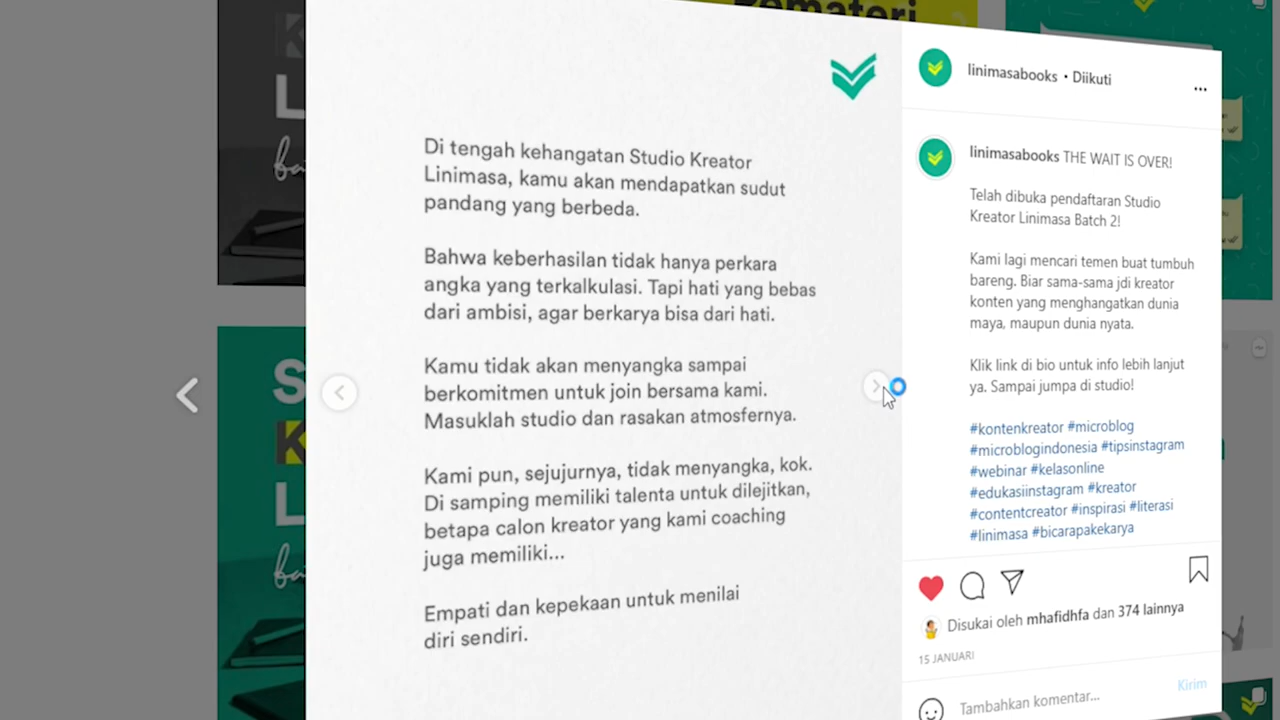 Pemateri
Di tengah kehangatan Studio Kreator
Linimasa, kamu akan mendapatkan sudut
pandang yang berbeda.
Bahwa keberhasilan tidak hanya perkara
angka yang terkalkulasi. Tapi hati yang bebas
dari ambisi, agar berkarya bisa dari hati.
Kamu tidak akan menyangka sampai
berkomitmen untuk join bersama kami.
Masuklah studio dan rasakan atmosfernya.
Kami pun, sejujurnya, tidak menyangka, kok.
Di samping memiliki talenta untuk dilejitkan,
betapa calon kreator yang kami coaching
juga memiliki...
Empati dan kepekaan untuk menilai
diri sendiri.
linimasabooks • Diikuti
linimasabooks THE WAIT IS OVER!
Telah dibuka pendaftaran Studio
Kreator Linimasa Batch 2!
Kami lagi mencari temen buat tumbuh
bareng. Biar sama-sama jdi kreator
konten yang menghangatkan dunia
maya, maupun dunia nyata.
Klik link di bio untuk info lebih lanjut
ya. Sampai jumpa di studio!
#kontenkreator #microblog
#microblogindonesia #tipsinstagram
#webinar #kelasonline
#edukasiinstagram #kreator
#contentcreator #inspirasi #literasi
#linimasa #bicarapakekarya
Disukai oleh mhafidhfa dan 374 lainnya
15 JANUARI
Tambahkan komentar... Kirim